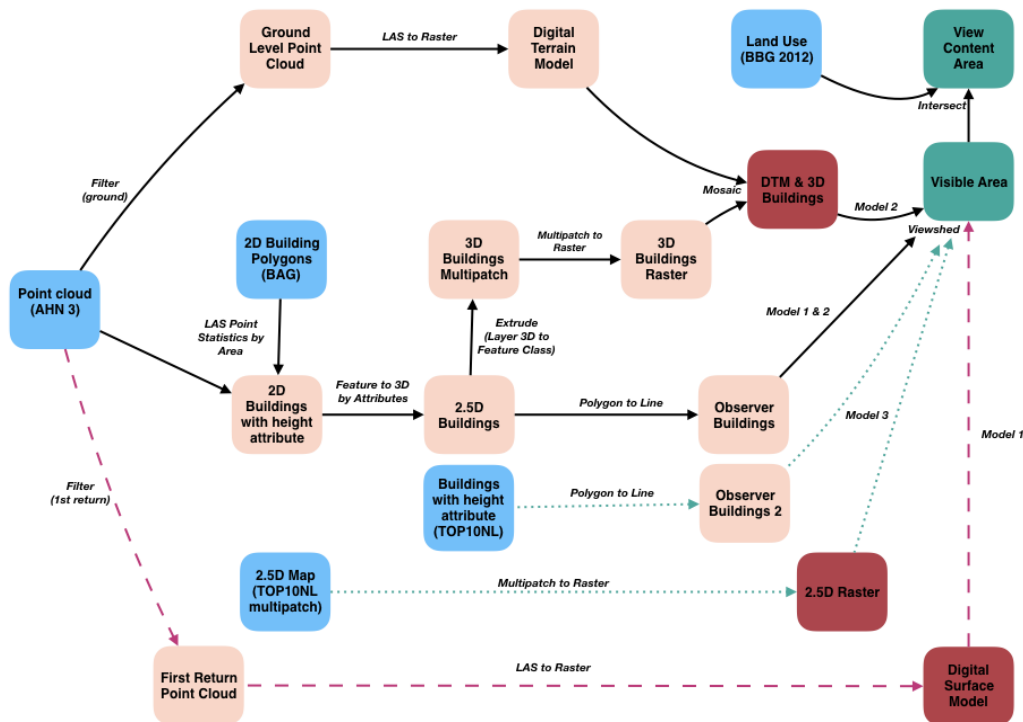 Ground
Level Point
Cloud
LAS to Raster
Digital
Terrain
Model
Land Use
(BBG 2012)
View
Content
Area
Intersect
Filter
(ground)
Mosaic
DTM & 3D
Buildings
Model 2
Visible Area
Viewshed
2D Building
Polygons
(BAG)
3D
Buildings
Multipatch
Multipatch to
Raster
3D
Buildings
Raster
Point cloud
(AHN 3)
LAS Point
Statistics by
Area
Extrude
(Layer 3D to
Feature Class)
Model 1 & 2
2D
Buildings
with height
attribute
Feature to 3D
by Attributes
2.5D
Buildings
Polygon to Line
Observer
Buildings
Model 3
Model 1
Filter
(1st return)
Buildings
with height
attribute
(TOP10NL)
Polygon to Line
Observer
Buildings 2
2.5D Map
(TOP10NL
multipatch)
Multipatch to Raster
2.5D Raster
First Return
Point Cloud
LAS to Raster
Digital
Surface
Model